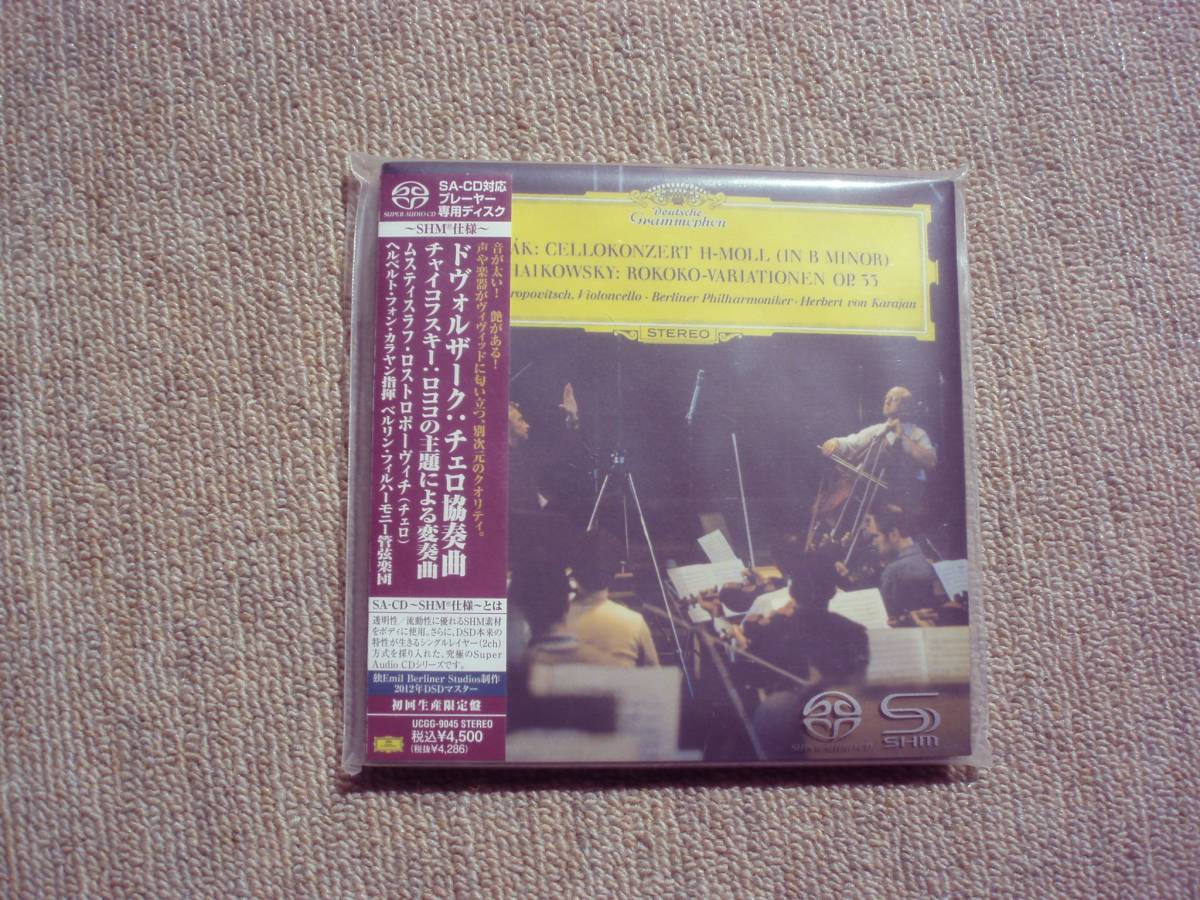 SUPER AUDIO CD
SA-CD対応
プレーヤー
専用ディスク
～SHM®仕様～
音が太い! 艶がある!
声や楽器がヴィヴィッドに匂い立つ、別次元のクオリティ。
ドヴォルザーク:チェロ協奏曲
チャイコフスキー:ロココの主題による変奏曲
ムスティスラフ・ロストロポーヴィチ(チェロ)
ヘルベルト・フォン・カラヤン指揮 ベルリン・フィルハーモニー管弦楽団
SA-CD～SHM®仕様～とは
透明性/流動性に優れるSHM素材
をボディに使用。さらに、DSD本来の
特性が生きるシングルレイヤー(2ch)
方式を採り入れた、究極のSuper
Audio CDシリーズです。
独Emil Berliner Studios制作
2012年DSDマスター
初回生産限定盤
UCGG-9045 STEREO
税込¥4,500
(税抜¥4,286)
Deutsche
Grammophon
ÁK: CELLOKONZERT H-MOLL (IN B MINOR)
HAIKOWSKY: ROKOKO-VARIATIONEN OP. 33
ropovitsch, Violoncello · Berliner Philharmoniker · Herbert von Karajan
STEREO
SUPER AUDIO CD
SHM